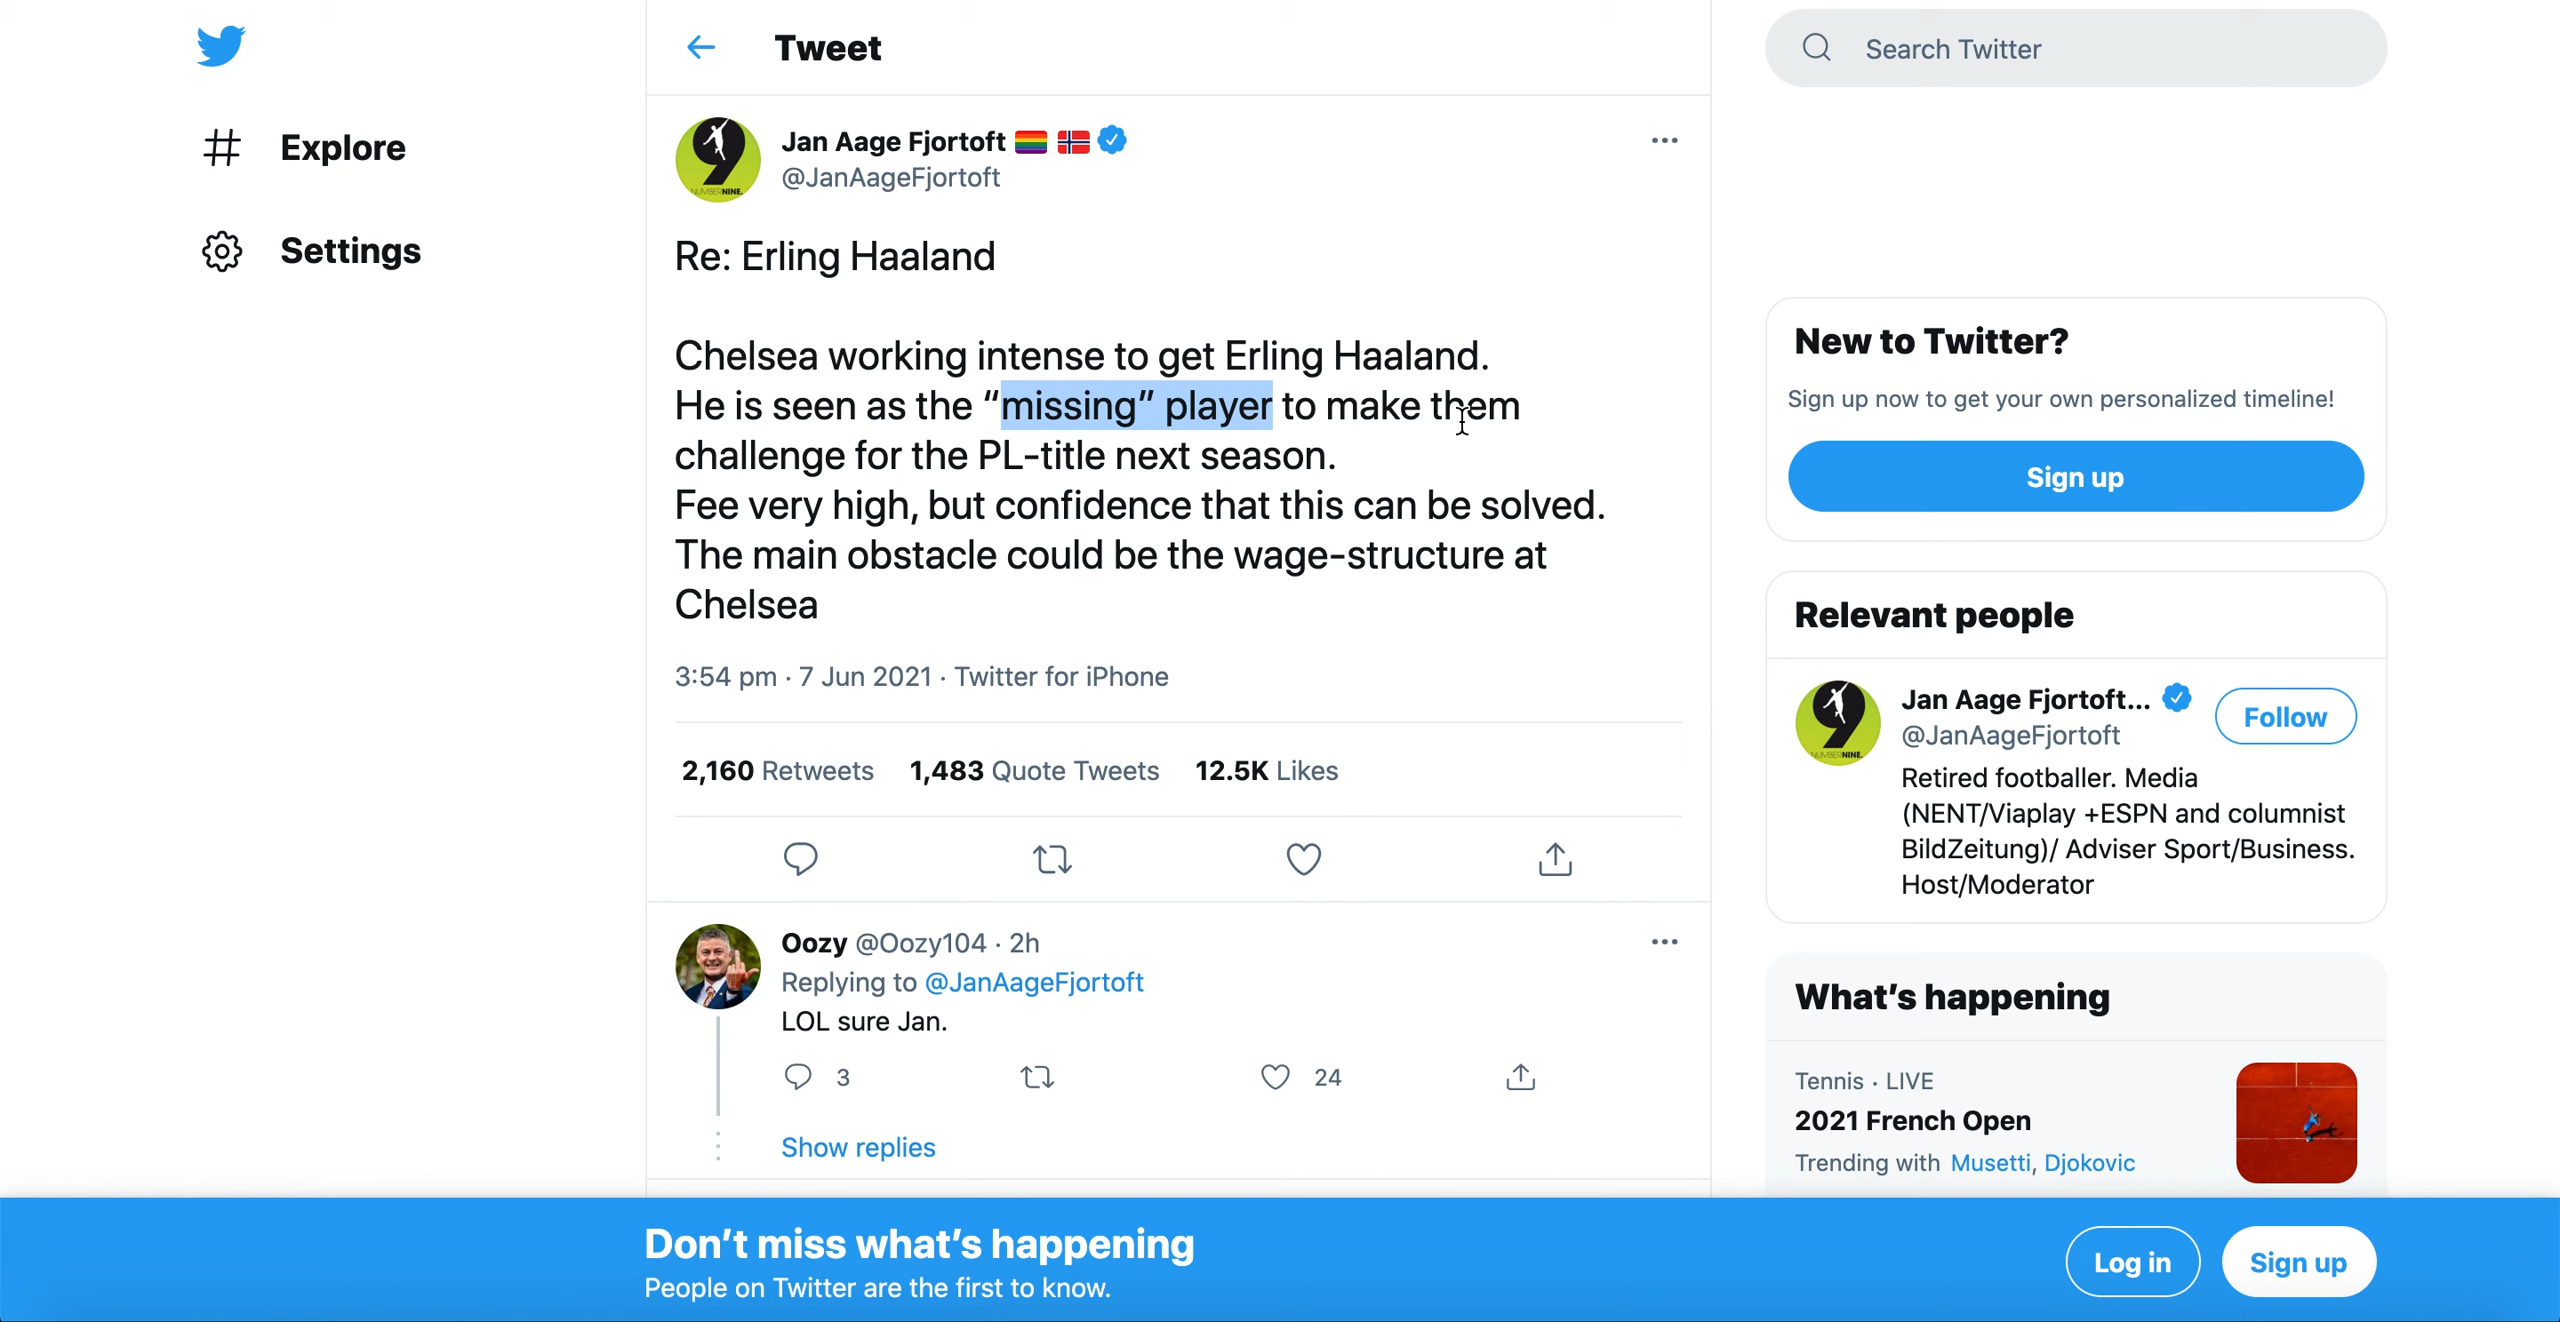 Tweet
Search Twitter
Explore
Settings
Jan Aage Fjortoft
@JanAageFjortoft
NUMBERNINE.
Re: Erling Haaland
Chelsea working intense to get Erling Haaland.
He is seen as the “missing” player to make them
challenge for the PL-title next season.
Fee very high, but confidence that this can be solved.
The main obstacle could be the wage-structure at
Chelsea
3:54 pm · 7 Jun 2021 · Twitter for iPhone
2,160 Retweets 1,483 Quote Tweets 12.5K Likes
Oozy @Oozy104 · 2h
Replying to @JanAageFjortoft
LOL sure Jan.
3 24
Show replies
New to Twitter?
Sign up now to get your own personalized timeline!
Sign up
Relevant people
Jan Aage Fjortoft...
@JanAageFjortoft
Follow
NUMBERNINE.
Retired footballer. Media
(NENT/Viaplay +ESPN and columnist
BildZeitung)/ Adviser Sport/Business.
Host/Moderator
What’s happening
Tennis · LIVE
2021 French Open
Trending with Musetti, Djokovic
Don’t miss what’s happening
People on Twitter are the first to know.
Log in
Sign up